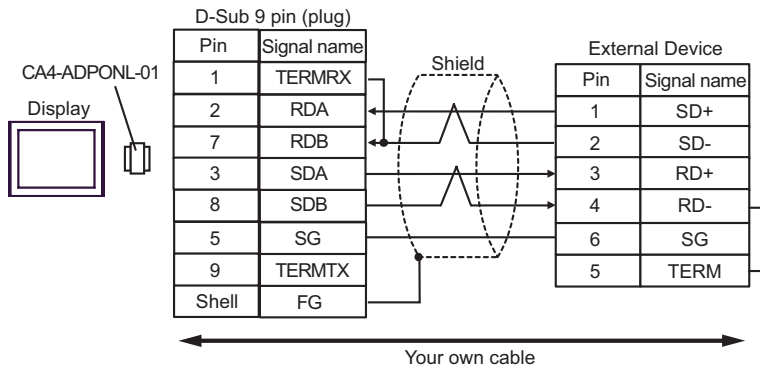 D-Sub 9 pin (plug)
Pin Signal name
1 TERMRX
2 RDA
7 RDB
3 SDA
8 SDB
5 SG
9 TERMTX
Shell FG
CA4-ADPONL-01
Display
Shield
External Device
Pin Signal name
1 SD+
2 SD-
3 RD+
4 RD-
6 SG
5 TERM
Your own cable